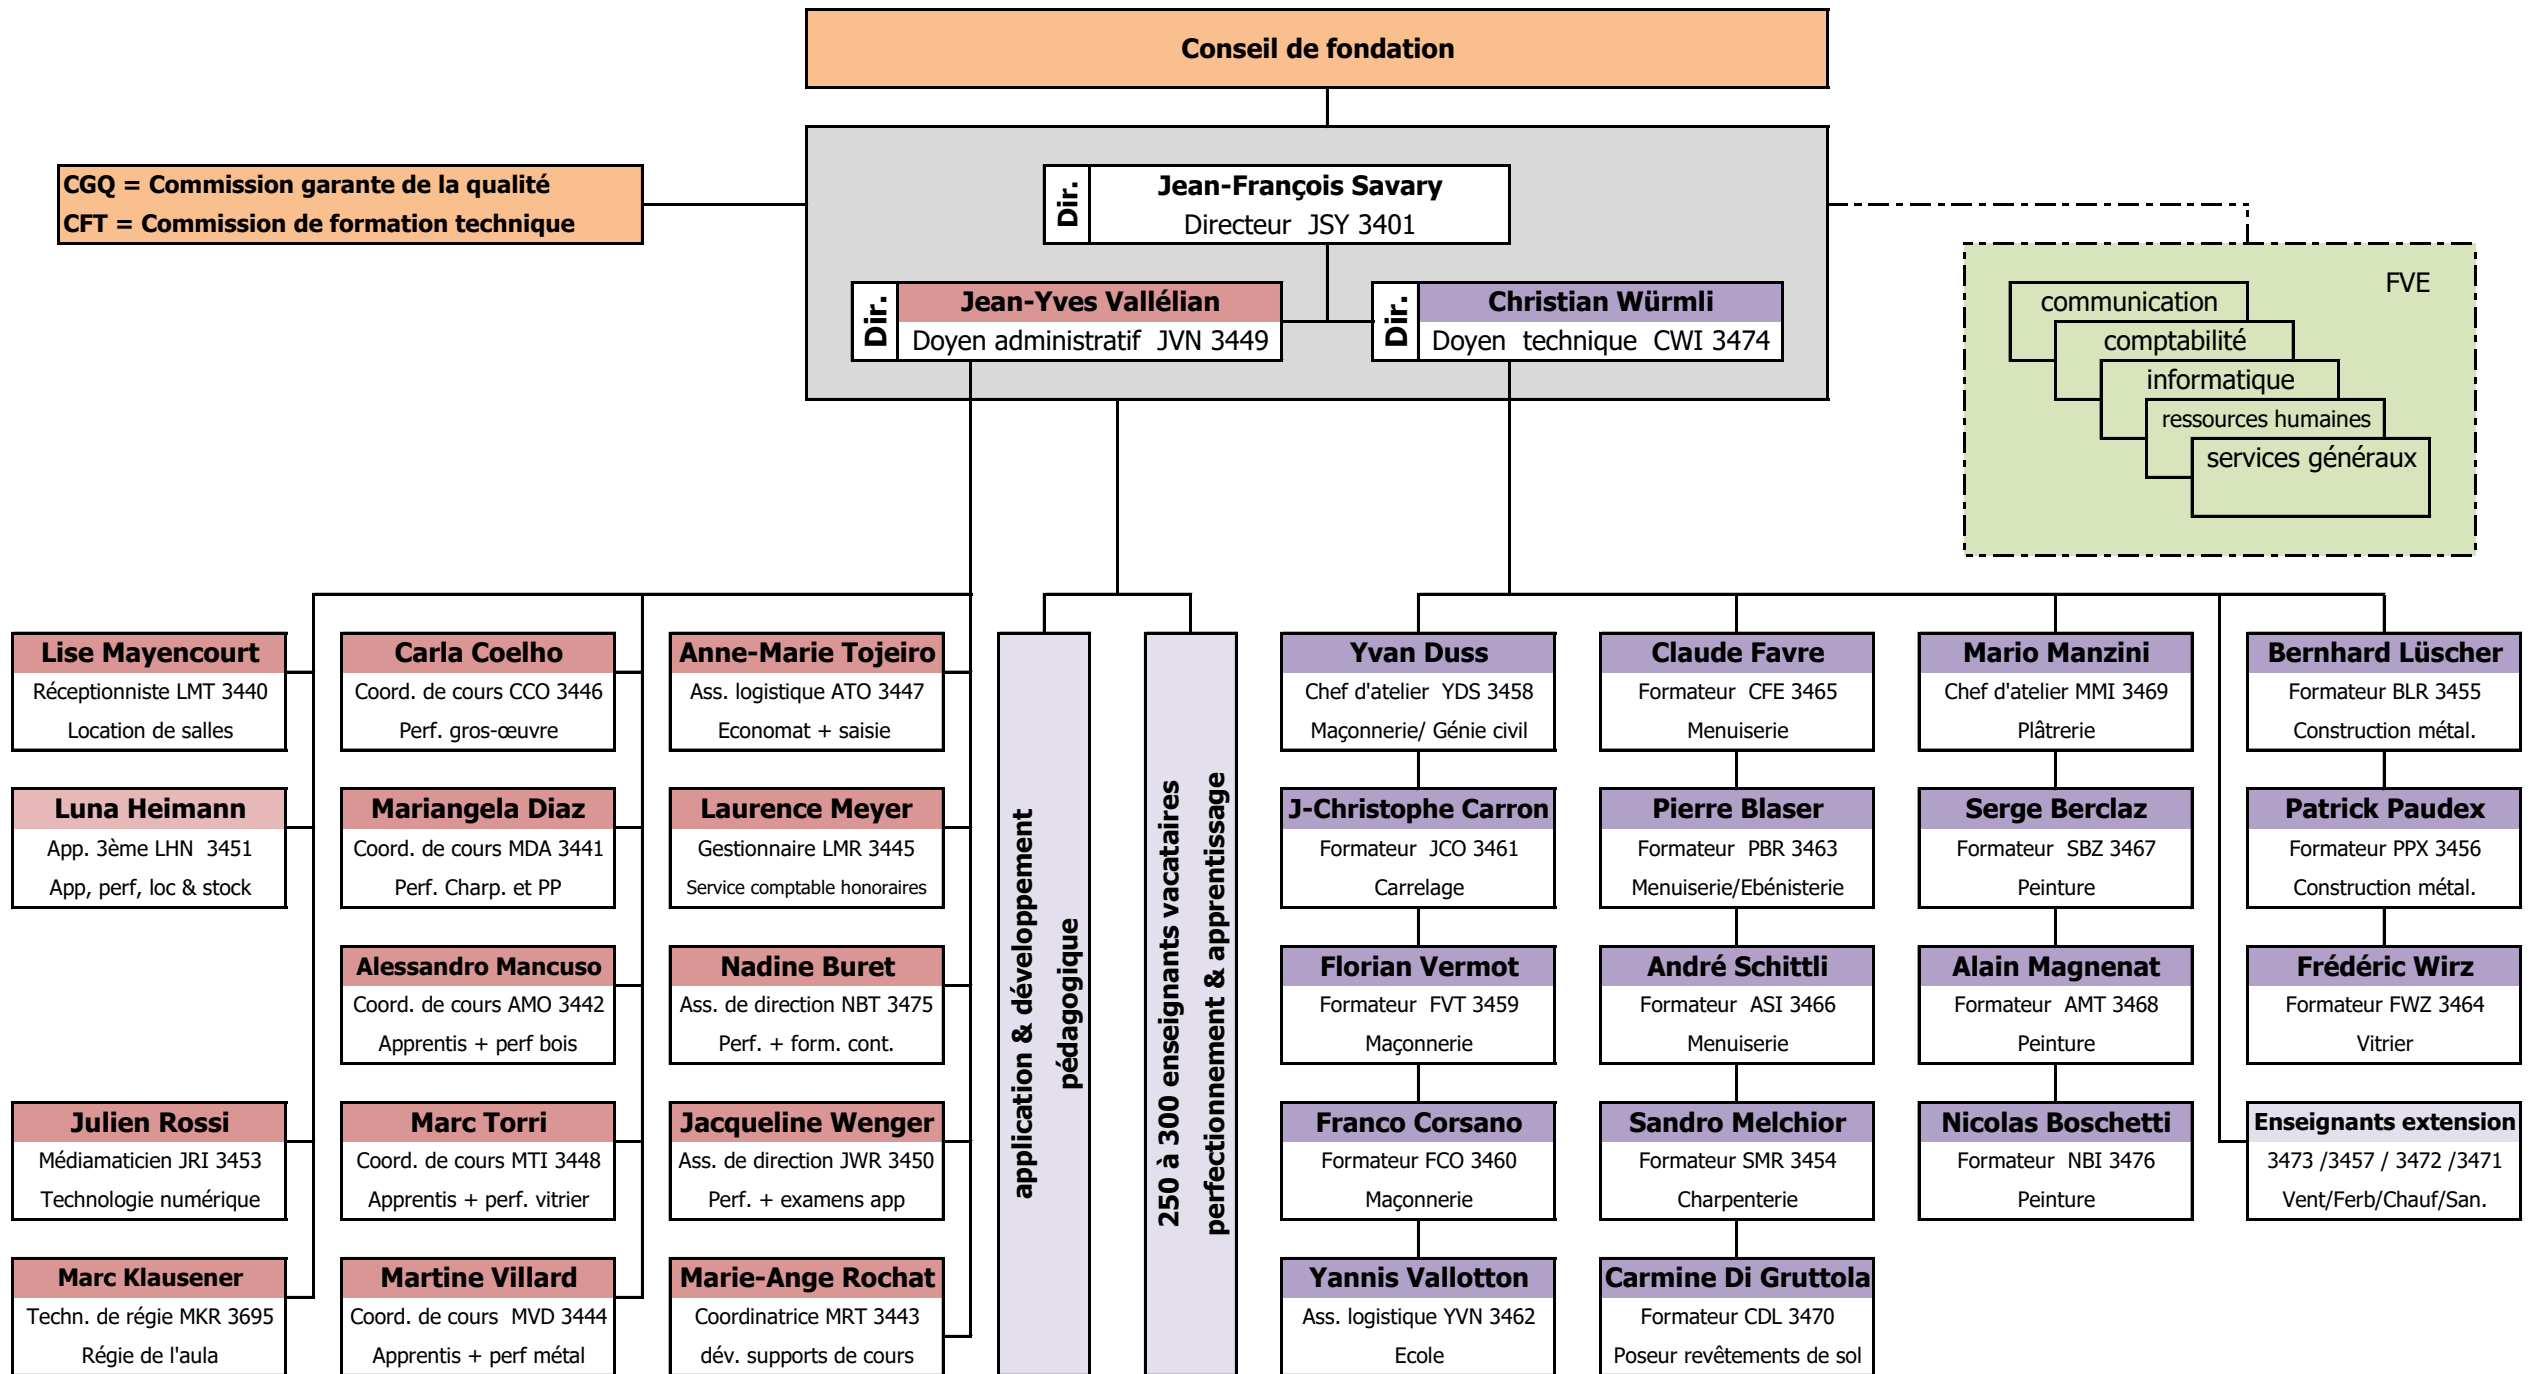 Conseil de fondation
CGQ = Commission garante de la qualité
CFT = Commission de formation technique
Dir.
Jean-François Savary
Directeur JSY 3401
Dir.
Jean-Yves Vallélian
Doyen administratif JVN 3449
Dir.
Christian Würmli
Doyen technique CWI 3474
FVE
communication
comptabilité
informatique
ressources humaines
services généraux
Lise Mayencourt
Réceptionniste LMT 3440
Location de salles
Luna Heimann
App. 3ème LHN 3451
App, perf, loc & stock
Julien Rossi
Médiamaticien JRI 3453
Technologie numérique
Marc Klausener
Techn. de régie MKR 3695
Régie de l'aula
Carla Coelho
Coord. de cours CCO 3446
Perf. gros-œuvre
Mariangela Diaz
Coord. de cours MDA 3441
Perf. Charp. et PP
Alessandro Mancuso
Coord. de cours AMO 3442
Apprentis + perf bois
Marc Torri
Coord. de cours MTI 3448
Apprentis + perf. vitrier
Martine Villard
Coord. de cours MVD 3444
Apprentis + perf métal
Anne-Marie Tojeiro
Ass. logistique ATO 3447
Economat + saisie
Laurence Meyer
Gestionnaire LMR 3445
Service comptable honoraires
Nadine Buret
Ass. de direction NBT 3475
Perf. + form. cont.
Jacqueline Wenger
Ass. de direction JWR 3450
Perf. + examens app
Marie-Ange Rochat
Coordinatrice MRT 3443
dév. supports de cours
application & développement
pédagogique
250 à 300 enseignants vacataires
perfectionnement & apprentissage
Yvan Duss
Chef d'atelier YDS 3458
Maçonnerie/ Génie civil
J-Christophe Carron
Formateur JCO 3461
Carrelage
Florian Vermot
Formateur FVT 3459
Maçonnerie
Franco Corsano
Formateur FCO 3460
Maçonnerie
Yannis Vallotton
Ass. logistique YVN 3462
Ecole
Claude Favre
Formateur CFE 3465
Menuiserie
Pierre Blaser
Formateur PBR 3463
Menuiserie/Ebénisterie
André Schittli
Formateur ASI 3466
Menuiserie
Sandro Melchior
Formateur SMR 3454
Charpenterie
Carmine Di Gruttola
Formateur CDL 3470
Poseur revêtements de sol
Mario Manzini
Chef d'atelier MMI 3469
Plâtrerie
Serge Berclaz
Formateur SBZ 3467
Peinture
Alain Magnenat
Formateur AMT 3468
Peinture
Nicolas Boschetti
Formateur NBI 3476
Peinture
Bernhard Lüscher
Formateur BLR 3455
Construction métal.
Patrick Paudex
Formateur PPX 3456
Construction métal.
Frédéric Wirz
Formateur FWZ 3464
Vitrier
Enseignants extension
3473 /3457 / 3472 /3471
Vent/Ferb/Chauf/San.